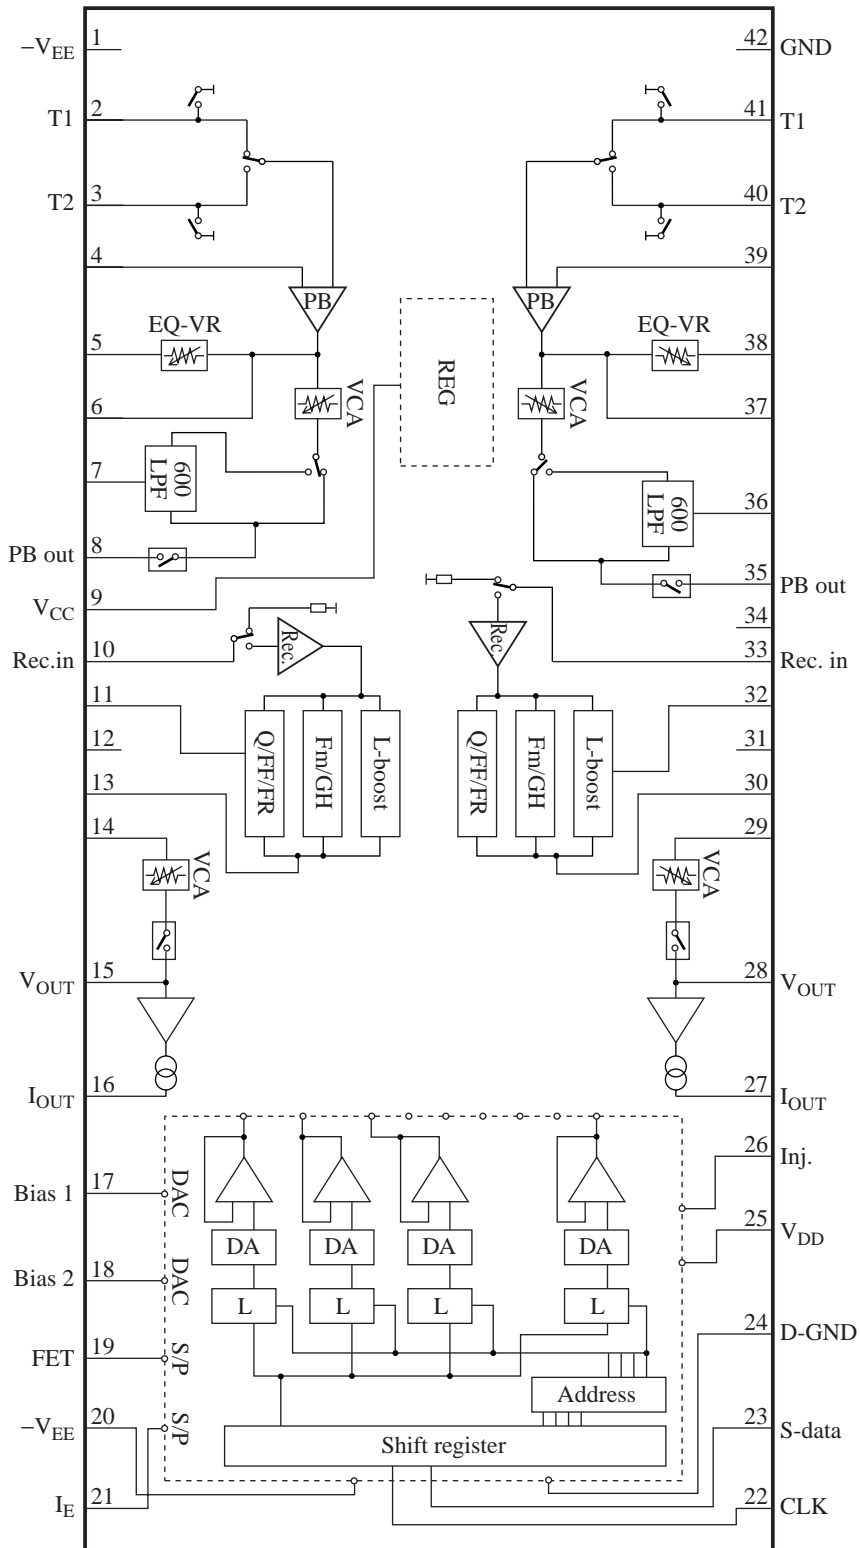 −VEE 1
42 GND
T1 2
41 T1
T2 3
40 T2
4
39
PB
PB
EQ-VR
EQ-VR
5
38
REG
VCA
VCA
6
37
7
600
LPF
600
LPF
36
PB out 8
35 PB out
VCC 9
34
Rec.in 10
Rec.
Rec.
33 Rec. in
11
32
Q/FF/FR
Fm/GH
L-boost
Q/FF/FR
Fm/GH
L-boost
12
31
13
30
14
29
VCA
VCA
VOUT 15
28 VOUT
IOUT 16
27 IOUT
26 Inj.
Bias 1 17
DAC
25 VDD
DA
DA
DA
DA
Bias 2 18
DAC
L
L
L
L
24 D-GND
FET 19
S/P
Address
−VEE 20
S/P
23 S-data
Shift register
IE 21
22 CLK